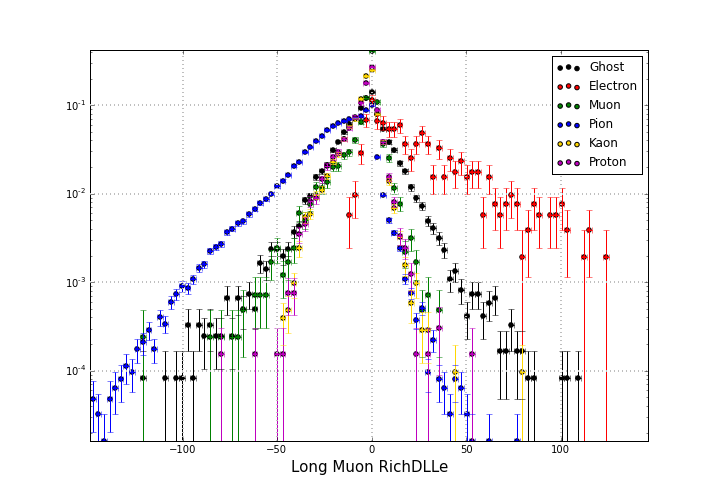 10⁻¹
10⁻²
10⁻³
10⁻⁴
Ghost
Electron
Muon
Pion
Kaon
Proton
−100 −50 0 50 100
Long Muon RichDLLe